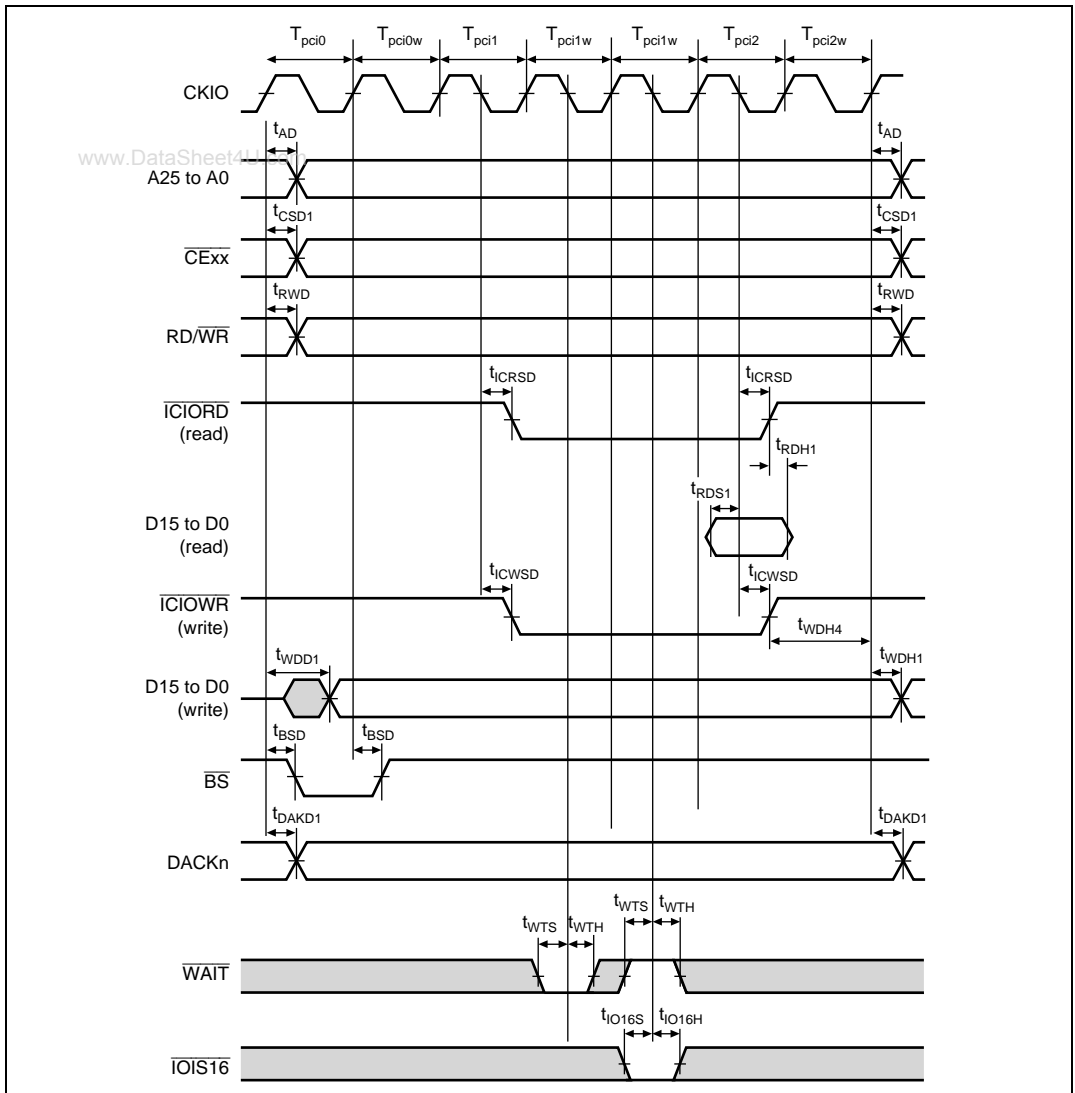 Tpci0 Tpci0w Tpci1 Tpci1w Tpci1w Tpci2 Tpci2w
CKIO
tAD tAD
www.DataSheet4U.com
A25 to A0
tCSD1 tCSD1
CExx
tRWD tRWD
RD/WR
tICRSD tICRSD
ICIORD
(read)
tRDH1
tRDS1
D15 to D0
(read)
tICWSD tICWSD
ICIOWR
(write)
tWDH4
tWDD1 tWDH1
D15 to D0
(write)
tBSD tBSD
BS
tDAKD1 tDAKD1
DACKn
tWTS tWTH tWTS tWTH
WAIT
tIO16S tIO16H
IOIS16